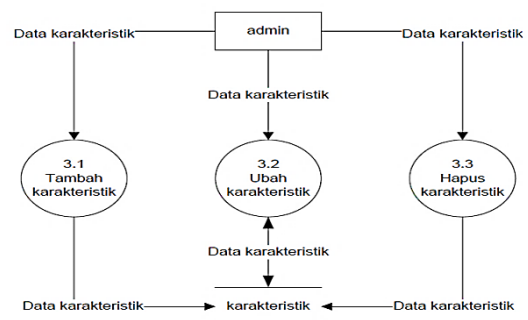 Data karakteristik
admin
Data karakteristik
Data karakteristik
3.1
Tambah
karakteristik
3.2
Ubah
karakteristik
3.3
Hapus
karakteristik
Data karakteristik
Data karakteristik
karakteristik
Data karakteristik